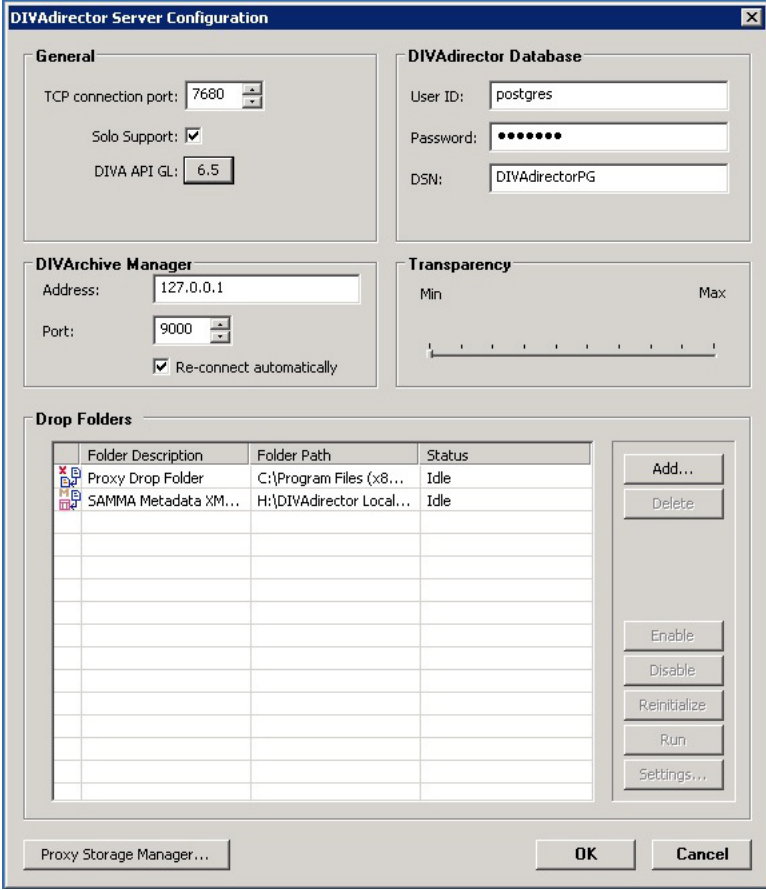 DIVAdirector Server Configuration
General
TCP connection port: 7680
Solo Support:
DIVA API GL: 6.5
DIVAdirector Database
User ID: postgres
Password: •••••••
DSN: DIVAdirectorPG
DIVArchive Manager
Address: 127.0.0.1
Port: 9000
Re-connect automatically
Transparency
Min Max
Drop Folders
Folder Description Folder Path Status
Proxy Drop Folder C:\Program Files (x8... Idle
SAMMA Metadata XM... H:\DIVAdirector Local... Idle
Add...
Delete
Enable
Disable
Reinitialize
Run
Settings...
Proxy Storage Manager... OK Cancel